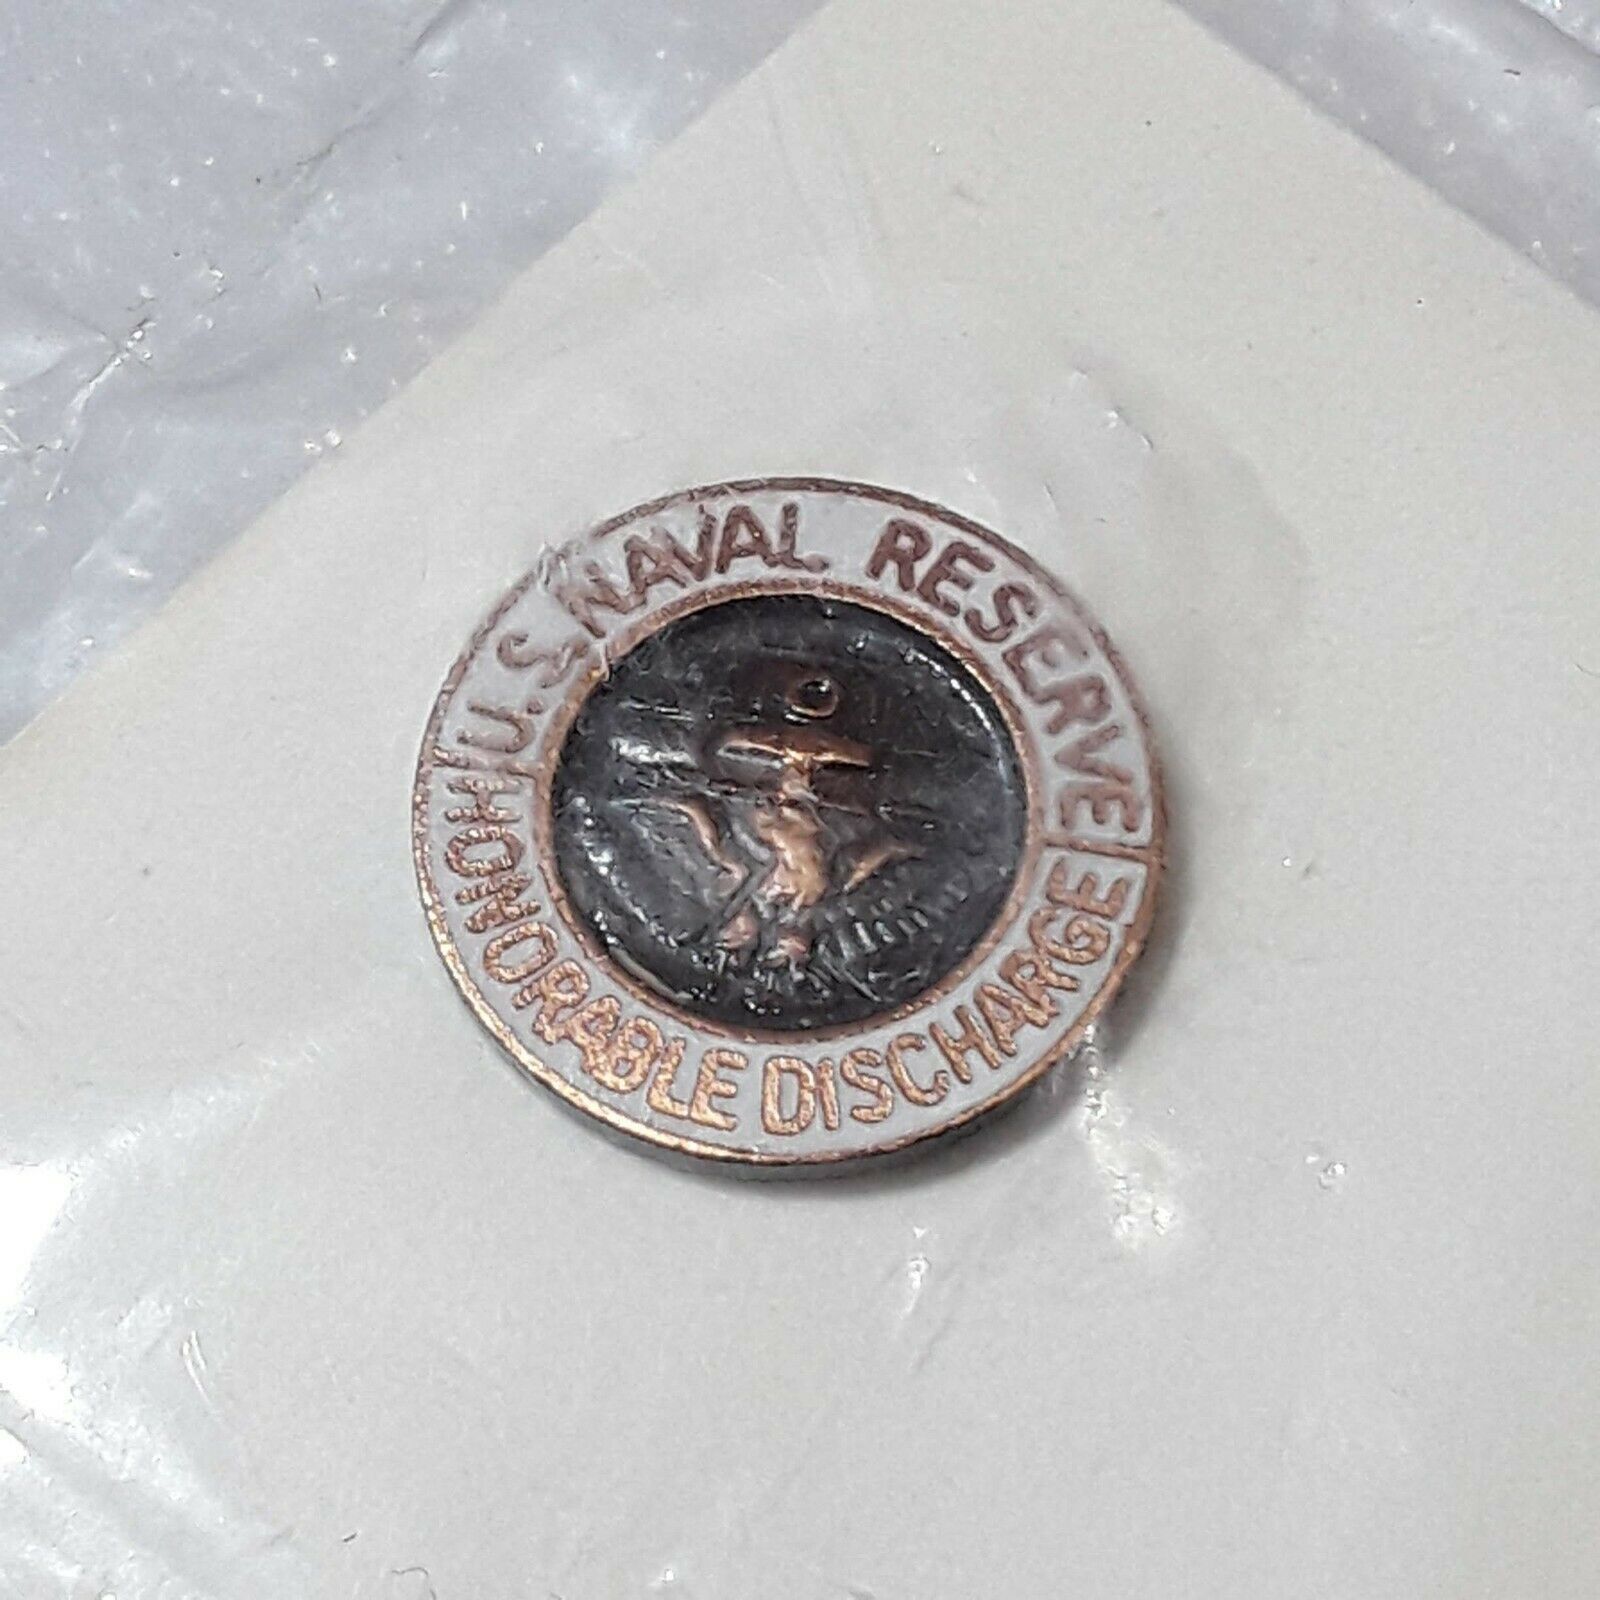 U.S. NAVAL RESERVE
HONORABLE DISCHARGE